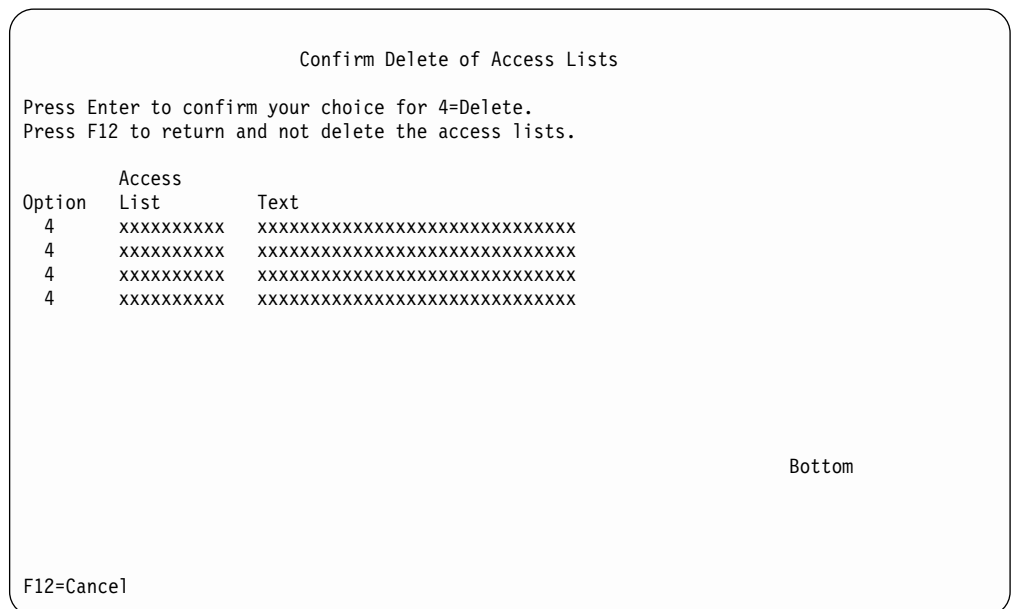 Confirm Delete of Access Lists
Press Enter to confirm your choice for 4=Delete.
Press F12 to return and not delete the access lists.
Access
Option List Text
4 xxxxxxxxxx xxxxxxxxxxxxxxxxxxxxxxxxxxxxxx
4 xxxxxxxxxx xxxxxxxxxxxxxxxxxxxxxxxxxxxxxx
4 xxxxxxxxxx xxxxxxxxxxxxxxxxxxxxxxxxxxxxxx
4 xxxxxxxxxx xxxxxxxxxxxxxxxxxxxxxxxxxxxxxx
Bottom
F12=Cancel